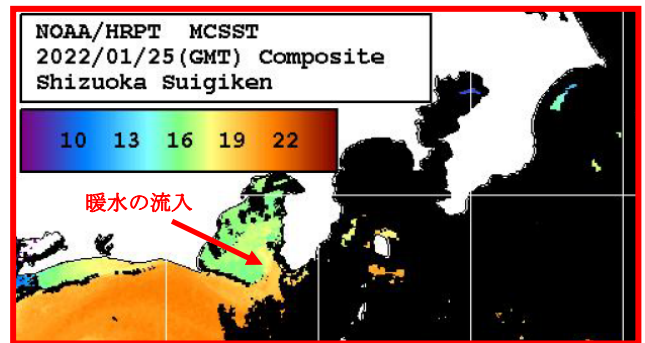 NOAA/HRPT MCSST
2022/01/25(GMT) Composite
Shizuoka Suigiken
10 13 16 19 22
暖水の流入